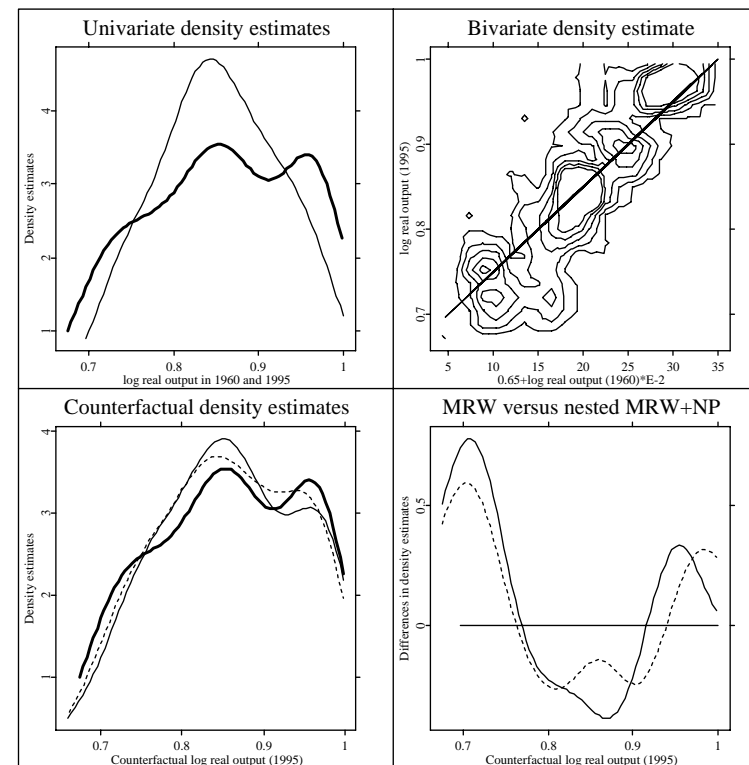 Univariate density estimates
Density estimates
1
2
3
4
0.7
0.8
0.9
1
log real output in 1960 and 1995
Bivariate density estimate
log real output (1995)
0.7
0.8
0.9
1
5
10
15
20
25
30
35
0.65+log real output (1960)*E-2
Counterfactual density estimates
Density estimates
1
2
3
4
0.7
0.8
0.9
1
Counterfactual log real output (1995)
MRW versus nested MRW+NP
Differences in density estimates
0
0.5
0.7
0.8
0.9
1
Counterfactual log real output (1995)